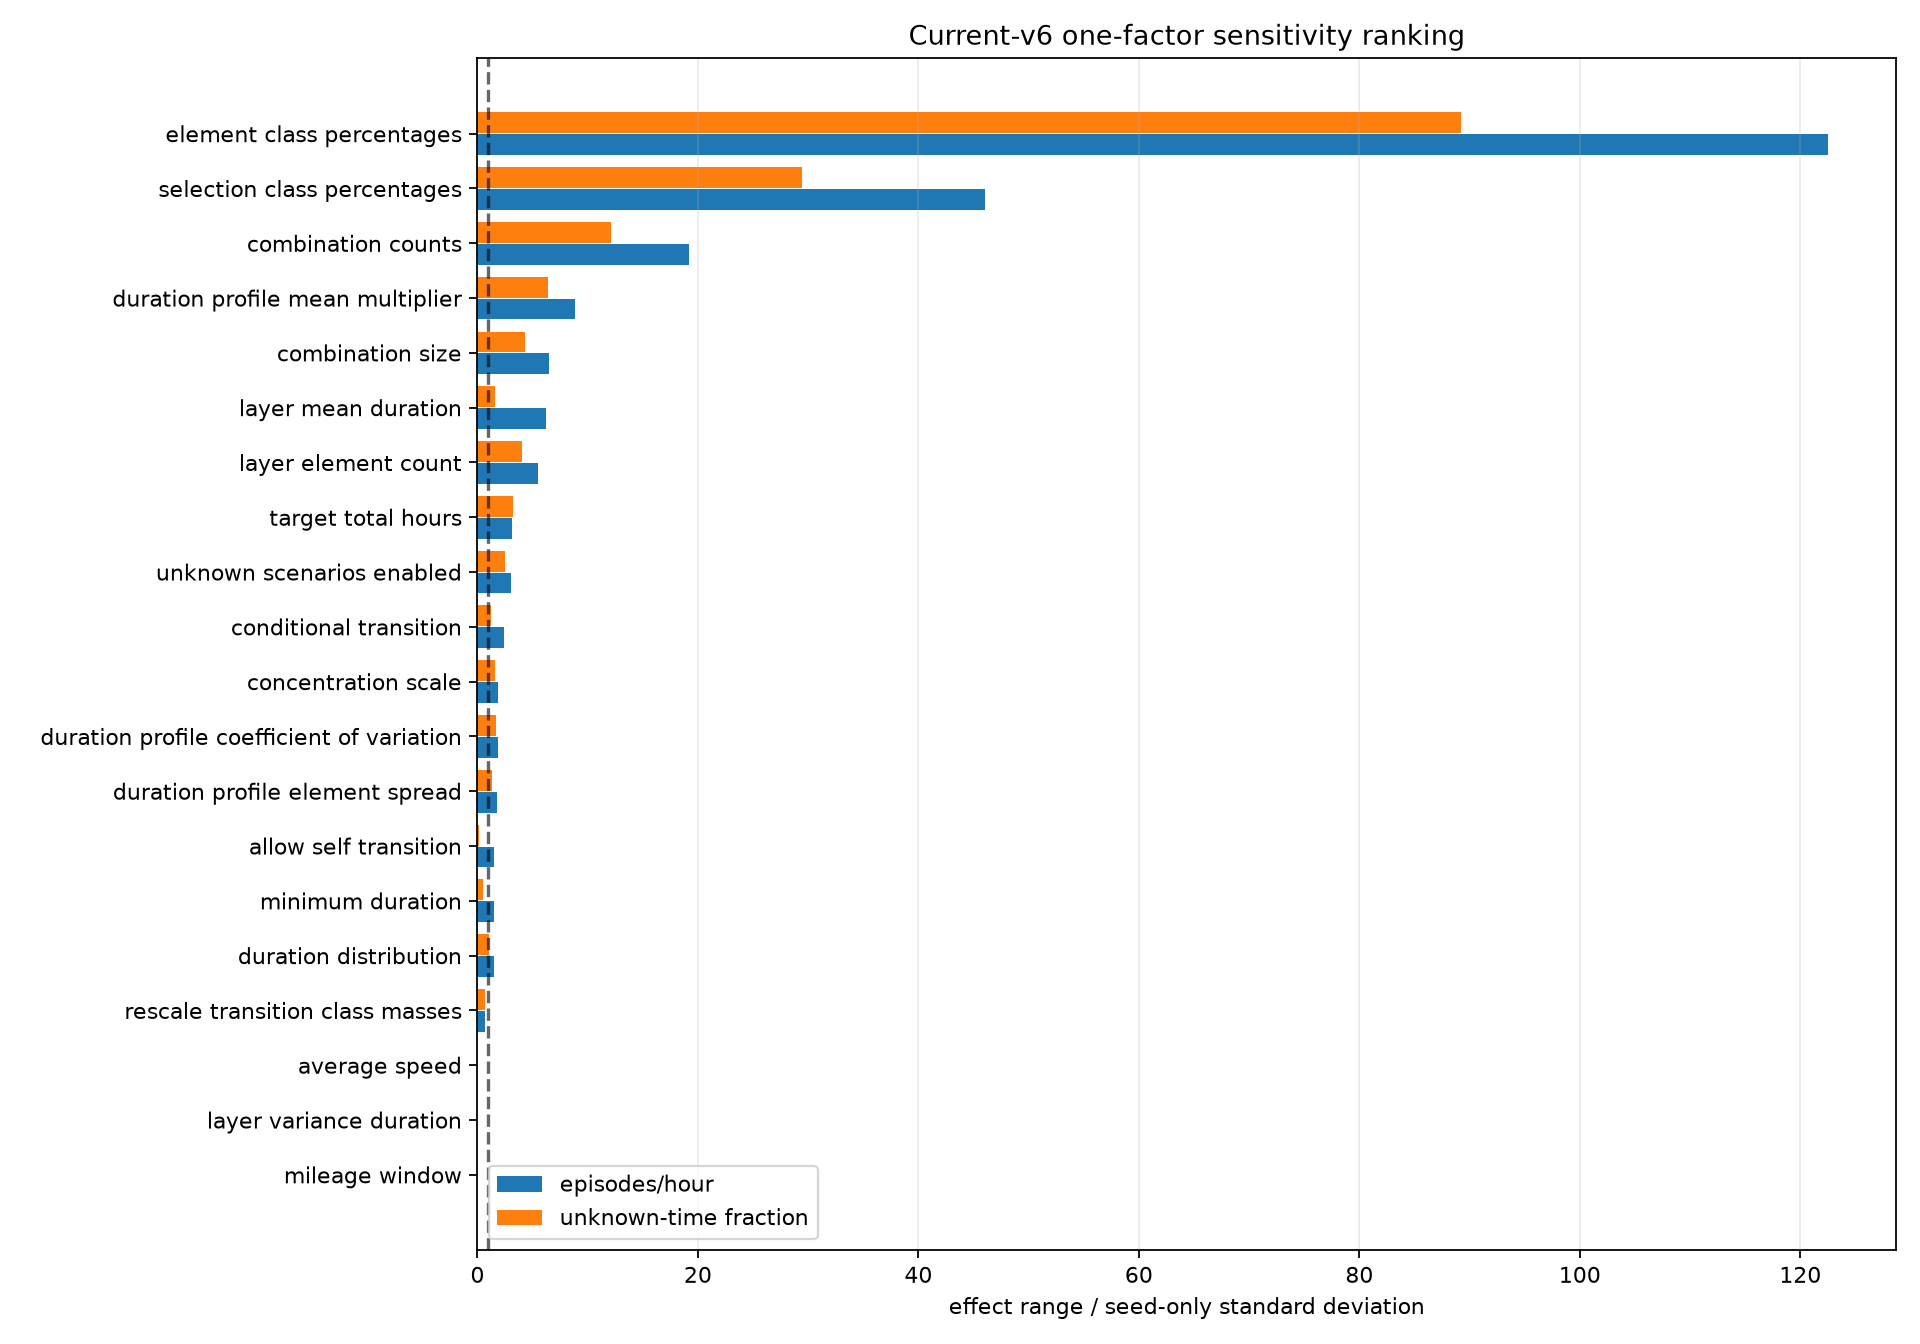 Current-v6 one-factor sensitivity ranking
element class percentages
selection class percentages
combination counts
duration profile mean multiplier
combination size
layer mean duration
layer element count
target total hours
unknown scenarios enabled
conditional transition
concentration scale
duration profile coefficient of variation
duration profile element spread
allow self transition
minimum duration
duration distribution
rescale transition class masses
average speed
layer variance duration
mileage window
episodes/hour
unknown-time fraction
0 20 40 60 80 100 120
effect range / seed-only standard deviation